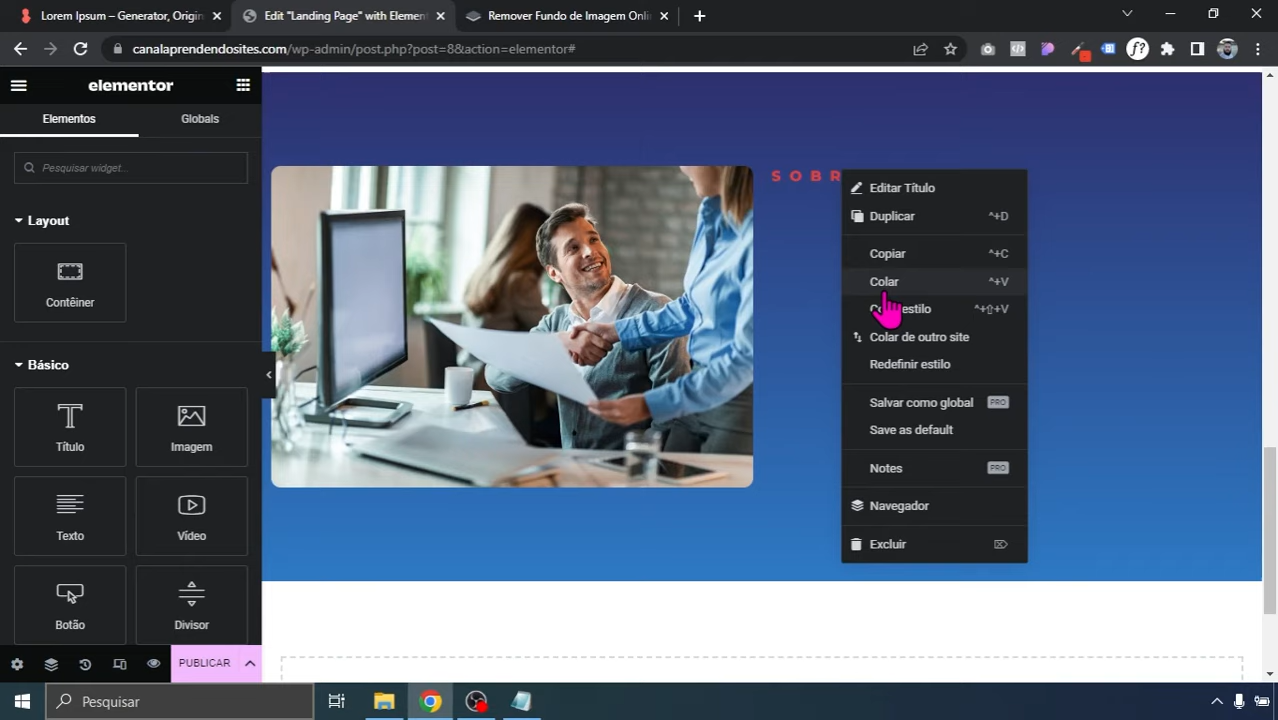 Lorem Ipsum – Generator, Origin
Edit "Landing Page" with Element
Remover Fundo de Imagem Onlin
canalaprendendosites.com/wp-admin/post.php?post=8&action=elementor#
elementor
Elementos
Globais
Pesquisar widget...
Layout
Contêiner
Básico
Título
Imagem
Texto
Vídeo
Botão
Divisor
PUBLICAR
SOBR
Editar Título
Duplicar ^+D
Copiar ^+C
Colar ^+V
estilo ^+⇧+V
Colar de outro site
Redefinir estilo
Salvar como global PRO
Save as default
Notes PRO
Navegador
Excluir
Pesquisar